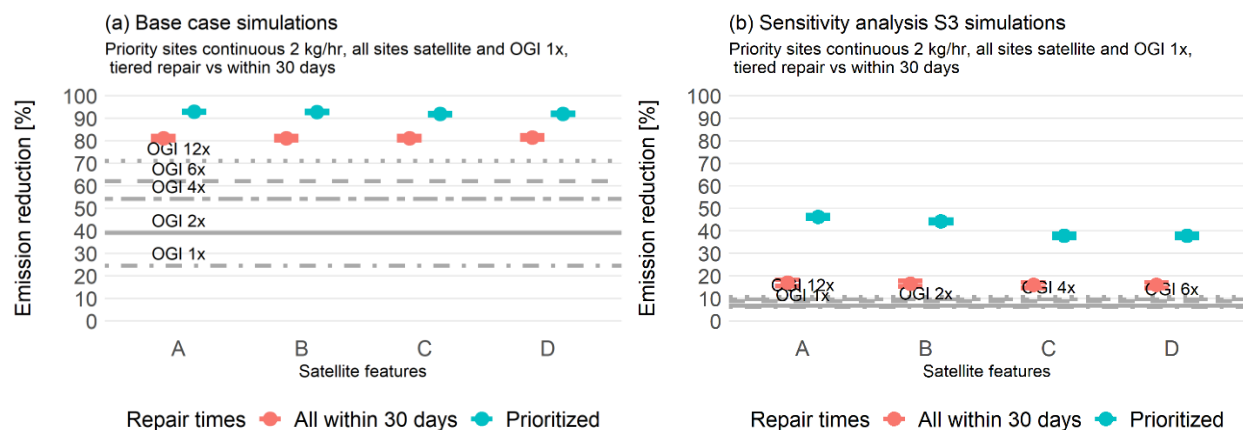 (a) Base case simulations
Priority sites continuous 2 kg/hr, all sites satellite and OGI 1x,
tiered repair vs within 30 days
Emission reduction [%]
100
90
80
70
60
50
40
30
20
10
0
OGI 12x
OGI 6x
OGI 4x
OGI 2x
OGI 1x
A B C D
Satellite features
Repair times All within 30 days Prioritized
(b) Sensitivity analysis S3 simulations
Priority sites continuous 2 kg/hr, all sites satellite and OGI 1x,
tiered repair vs within 30 days
Emission reduction [%]
100
90
80
70
60
50
40
30
20
10
0
OGI 12x
OGI 1x
OGI 2x
OGI 4x
OGI 6x
A B C D
Satellite features
Repair times All within 30 days Prioritized